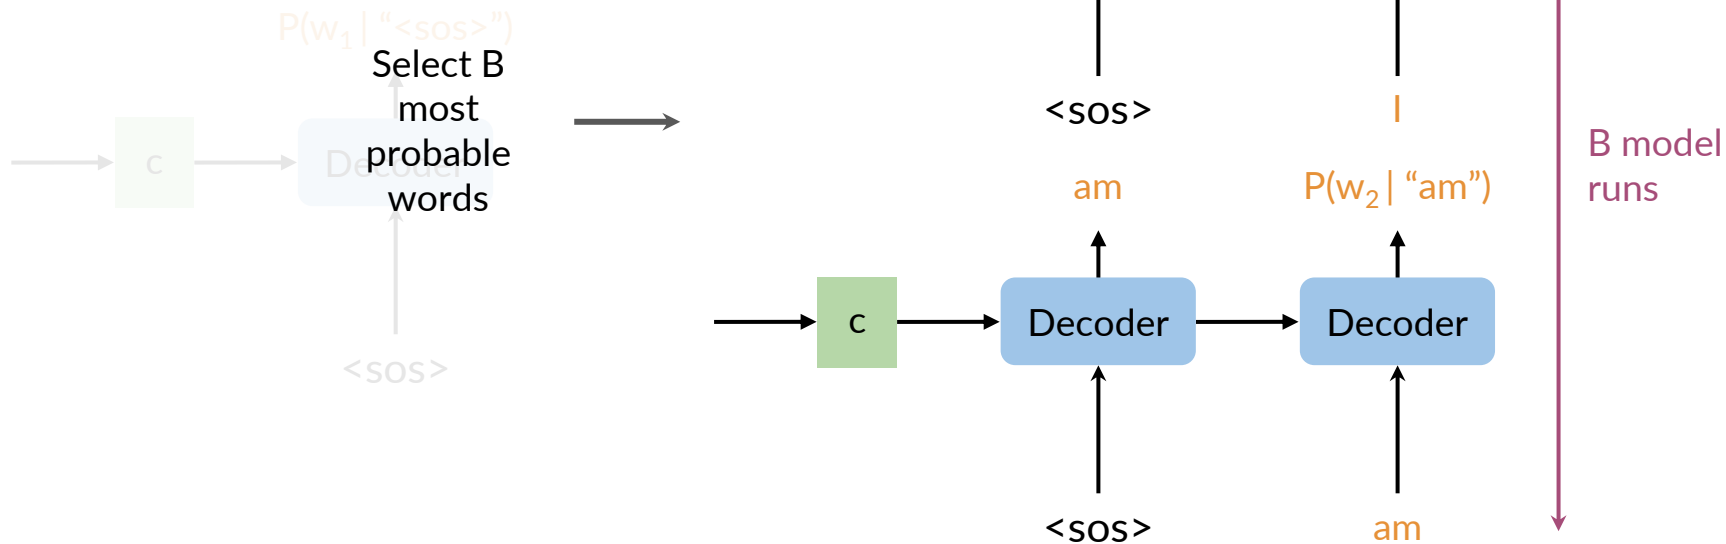 P(w1 | “<sos>”)
Select B
most
probable
words
c
Decoder
<sos>
<sos>
I
am
P(w2 | “am”)
c
Decoder
Decoder
<sos>
am
B model
runs